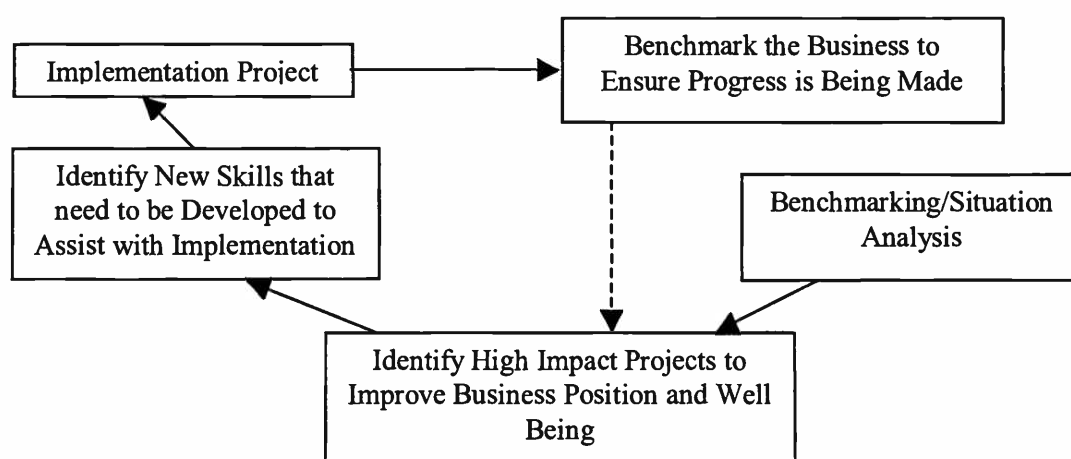 Implementation Project
Benchmark the Business to
Ensure Progress is Being Made
Identify New Skills that
need to be Developed to
Assist with Implementation
Benchmarking/Situation
Analysis
Identify High Impact Projects to
Improve Business Position and Well
Being